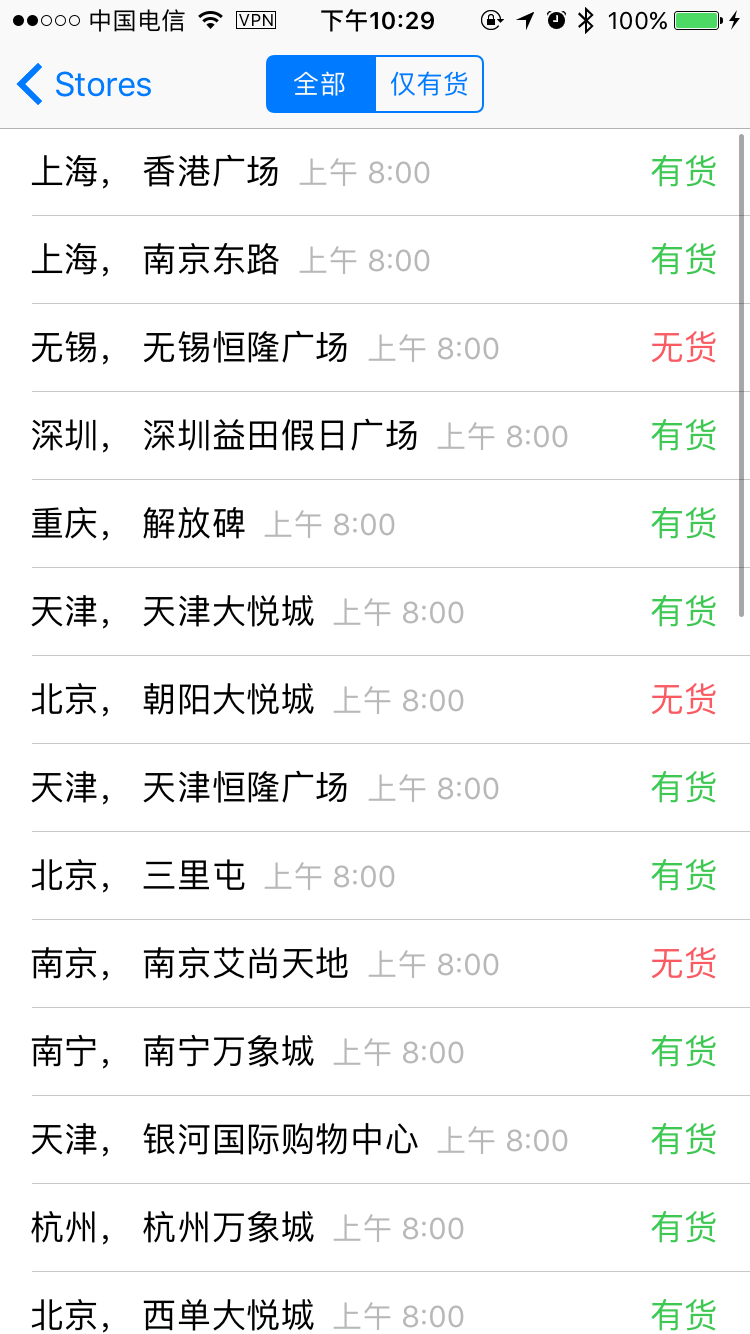 中国电信 VPN 下午10:29 100%
Stores 全部 仅有货
上海， 香港广场 上午 8:00 有货
上海， 南京东路 上午 8:00 有货
无锡， 无锡恒隆广场 上午 8:00 无货
深圳， 深圳益田假日广场 上午 8:00 有货
重庆， 解放碑 上午 8:00 有货
天津， 天津大悦城 上午 8:00 有货
北京， 朝阳大悦城 上午 8:00 无货
天津， 天津恒隆广场 上午 8:00 有货
北京， 三里屯 上午 8:00 有货
南京， 南京艾尚天地 上午 8:00 无货
南宁， 南宁万象城 上午 8:00 有货
天津， 银河国际购物中心 上午 8:00 有货
杭州， 杭州万象城 上午 8:00 有货
北京， 西单大悦城 上午 8:00 有货